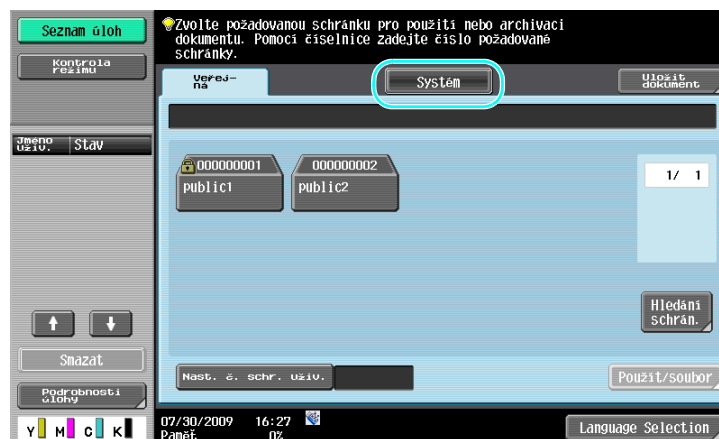 Seznam úloh
Kontrola
režimu
Jméno
uživ.
Stav
Smazat
Podrobnosti
úlohy
Y M C K
Zvolte požadovanou schránku pro použití nebo archivaci
dokumentu. Pomocí číselnice zadejte číslo požadované
schránky.
Veřej-
ná
Systém
Uložit
dokument
000000001
public1
000000002
public2
1/ 1
Hledání
schrán.
Nast. č. schr. uživ.
Použít/soubor
07/30/2009 16:27
Paměť 0%
Language Selection